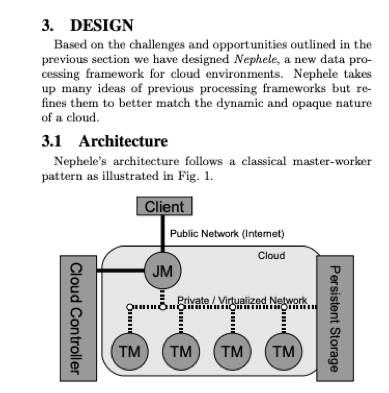 3. DESIGN
Based on the challenges and opportunities outlined in the
previous section we have designed Nephele, a new data pro-
cessing framework for cloud environments. Nephele takes
up many ideas of previous processing frameworks but re-
fines them to better match the dynamic and opaque nature
of a cloud.
3.1 Architecture
Nephele's architecture follows a classical master-worker
pattern as illustrated in Fig. 1.
Client
Public Network (Internet)
Cloud
JM
Cloud Controller
Private / Virtualized Network
Persistent Storage
TM TM TM TM